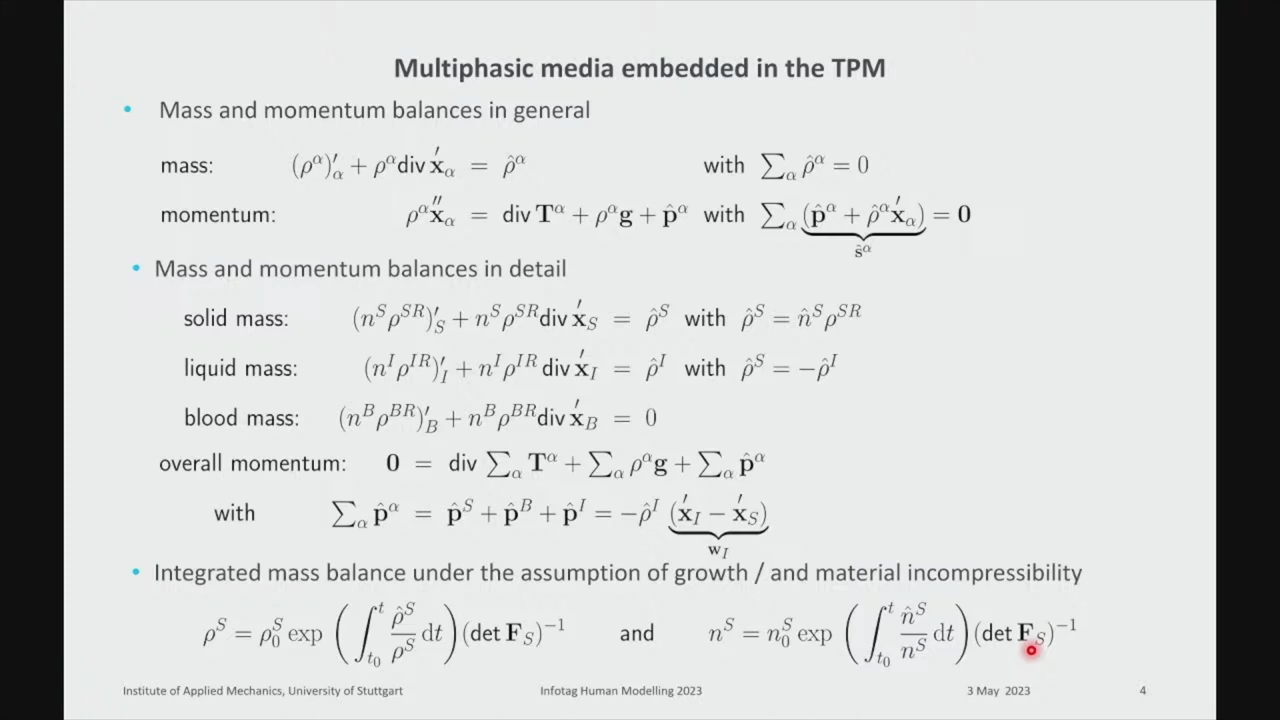 Multiphasic media embedded in the TPM
• Mass and momentum balances in general
mass: (ρ^α)′_α + ρ^α div x′_α = ρ̂^α with ∑_α ρ̂^α = 0
momentum: ρ^α x″_α = div T^α + ρ^α g + p̂^α with ∑_α (p̂^α + ρ̂^α x′_α) = 0
ŝ^α
• Mass and momentum balances in detail
solid mass: (n^S ρ^{SR})′_S + n^S ρ^{SR} div x′_S = ρ̂^S with ρ̂^S = n̂^S ρ^{SR}
liquid mass: (n^I ρ^{IR})′_I + n^I ρ^{IR} div x′_I = ρ̂^I with ρ̂^S = −ρ̂^I
blood mass: (n^B ρ^{BR})′_B + n^B ρ^{BR} div x′_B = 0
overall momentum: 0 = div ∑_α T^α + ∑_α ρ^α g + ∑_α p̂^α
with ∑_α p̂^α = p̂^S + p̂^B + p̂^I = −ρ̂^I (x′_I − x′_S)
w_I
• Integrated mass balance under the assumption of growth / and material incompressibility
ρ^S = ρ^S_0 exp (∫_{t_0}^t ρ̂^S/ρ^S dt) (det F_S)^{−1} and n^S = n^S_0 exp (∫_{t_0}^t n̂^S/n^S dt) (det F_S)^{−1}
Institute of Applied Mechanics, University of Stuttgart Infotag Human Modelling 2023 3 May 2023 4